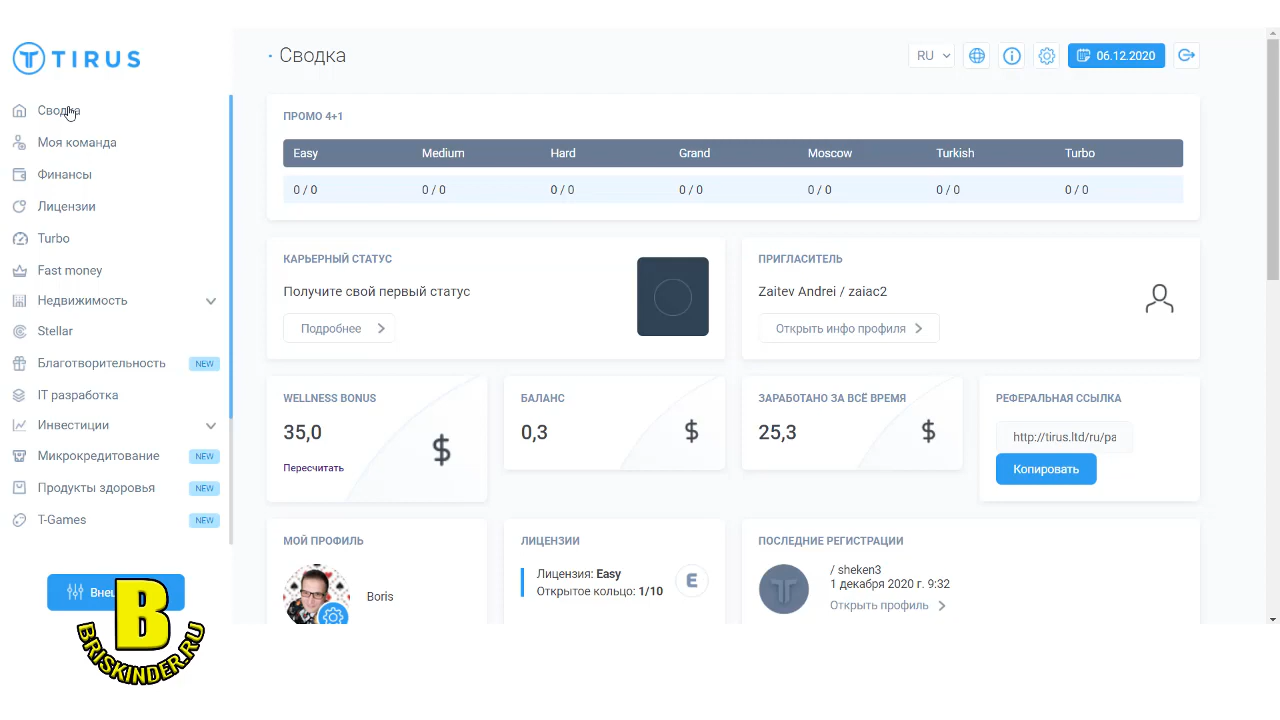 TIRUS
Сводка
Моя команда
Финансы
Лицензии
Turbo
Fast money
Недвижимость
Stellar
Благотворительность NEW
IT разработка
Инвестиции
Микрокредитование NEW
Продукты здоровья NEW
T-Games NEW
B
BRISKINDER.RU
Сводка
RU
06.12.2020
ПРОМО 4+1
Easy Medium Hard Grand Moscow Turkish Turbo
0 / 0 0 / 0 0 / 0 0 / 0 0 / 0 0 / 0 0 / 0
КАРЬЕРНЫЙ СТАТУС
Получите свой первый статус
Подробнее
ПРИГЛАСИТЕЛЬ
Zaitev Andrei / zaiac2
Открыть инфо профиля
WELLNESS BONUS
35,0
$
Пересчитать
БАЛАНС
0,3
$
ЗАРАБОТАНО ЗА ВСЁ ВРЕМЯ
25,3
$
РЕФЕРАЛЬНАЯ ССЫЛКА
http://tirus.ltd/ru/pa
Копировать
МОЙ ПРОФИЛЬ
Boris
ЛИЦЕНЗИИ
Лицензия: Easy
Открытое кольцо: 1/10
E
ПОСЛЕДНИЕ РЕГИСТРАЦИИ
/ sheken3
1 декабря 2020 г. 9:32
Открыть профиль